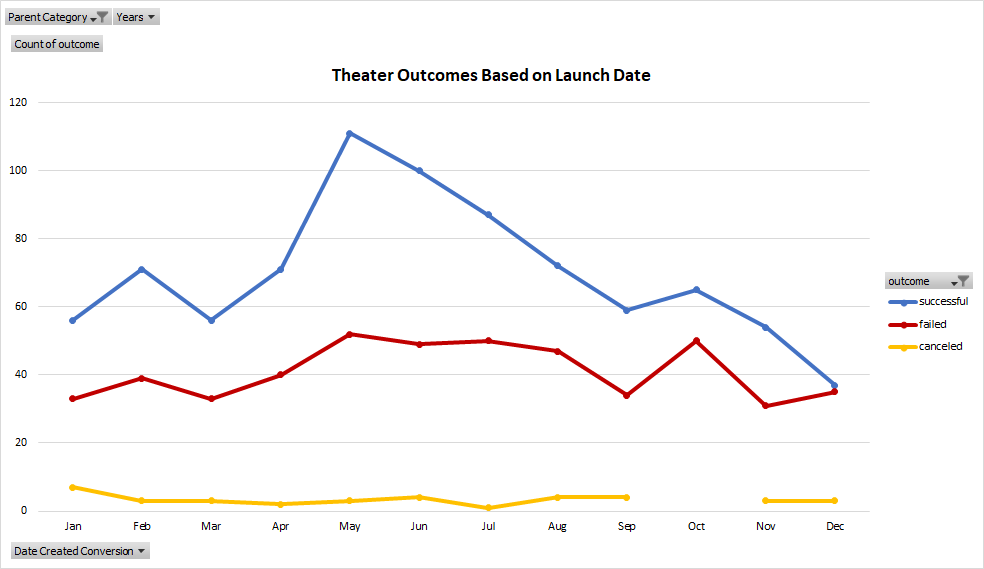 Parent Category Years
Count of outcome
Theater Outcomes Based on Launch Date
120
100
80
60
40
20
0
Jan Feb Mar Apr May Jun Jul Aug Sep Oct Nov Dec
outcome
successful
failed
canceled
Date Created Conversion